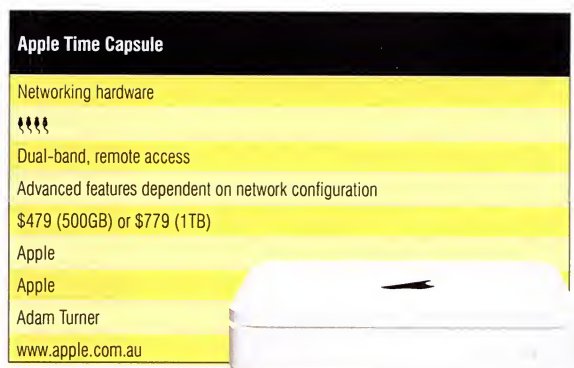 Apple Time Capsule
Networking hardware
Dual-band, remote access
Advanced features dependent on network configuration
$479 (500GB) or $779 (1TB)
Apple
Apple
Adam Turner
www.apple.com.au